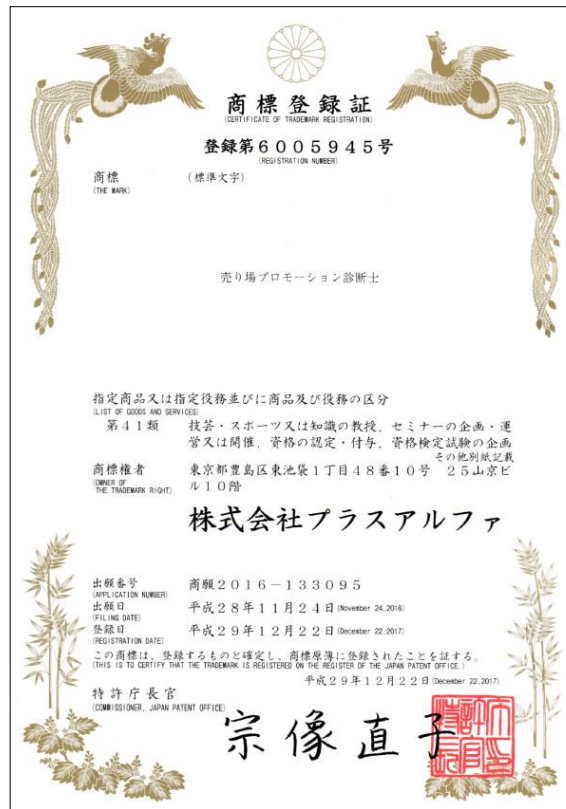 商標登録証
(CERTIFICATE OF TRADEMARK REGISTRATION)
登録第6005945号
(REGISTRATION NUMBER)
商標 (標準文字)
(THE MARK)
売り場プロモーション診断士
指定商品又は指定役務並びに商品及び役務の区分
(LIST OF GOODS AND SERVICES)
第41類 技芸・スポーツ又は知識の教授,セミナーの企画・運
営又は開催,資格の認定・付与,資格検定試験の企画
その他別紙記載
商標権者 東京都豊島区東池袋1丁目48番10号 25山京ビ
(OWNER OF THE TRADEMARK RIGHT) ル10階
株式会社プラスアルファ
出願番号 商願2016-133095
(APPLICATION NUMBER)
出願日 平成28年11月24日(November 24,2016)
(FILING DATE)
登録日 平成29年12月22日(December 22,2017)
(REGISTRATION DATE)
この商標は、登録するものと確定し、商標原簿に登録されたことを証する。
(THIS IS TO CERTIFY THAT THE TRADEMARK IS REGISTERED ON THE REGISTER OF THE JAPAN PATENT OFFICE.)
平成29年12月22日(December 22,2017)
特許庁長官
(COMMISSIONER, JAPAN PATENT OFFICE)
宗像直子